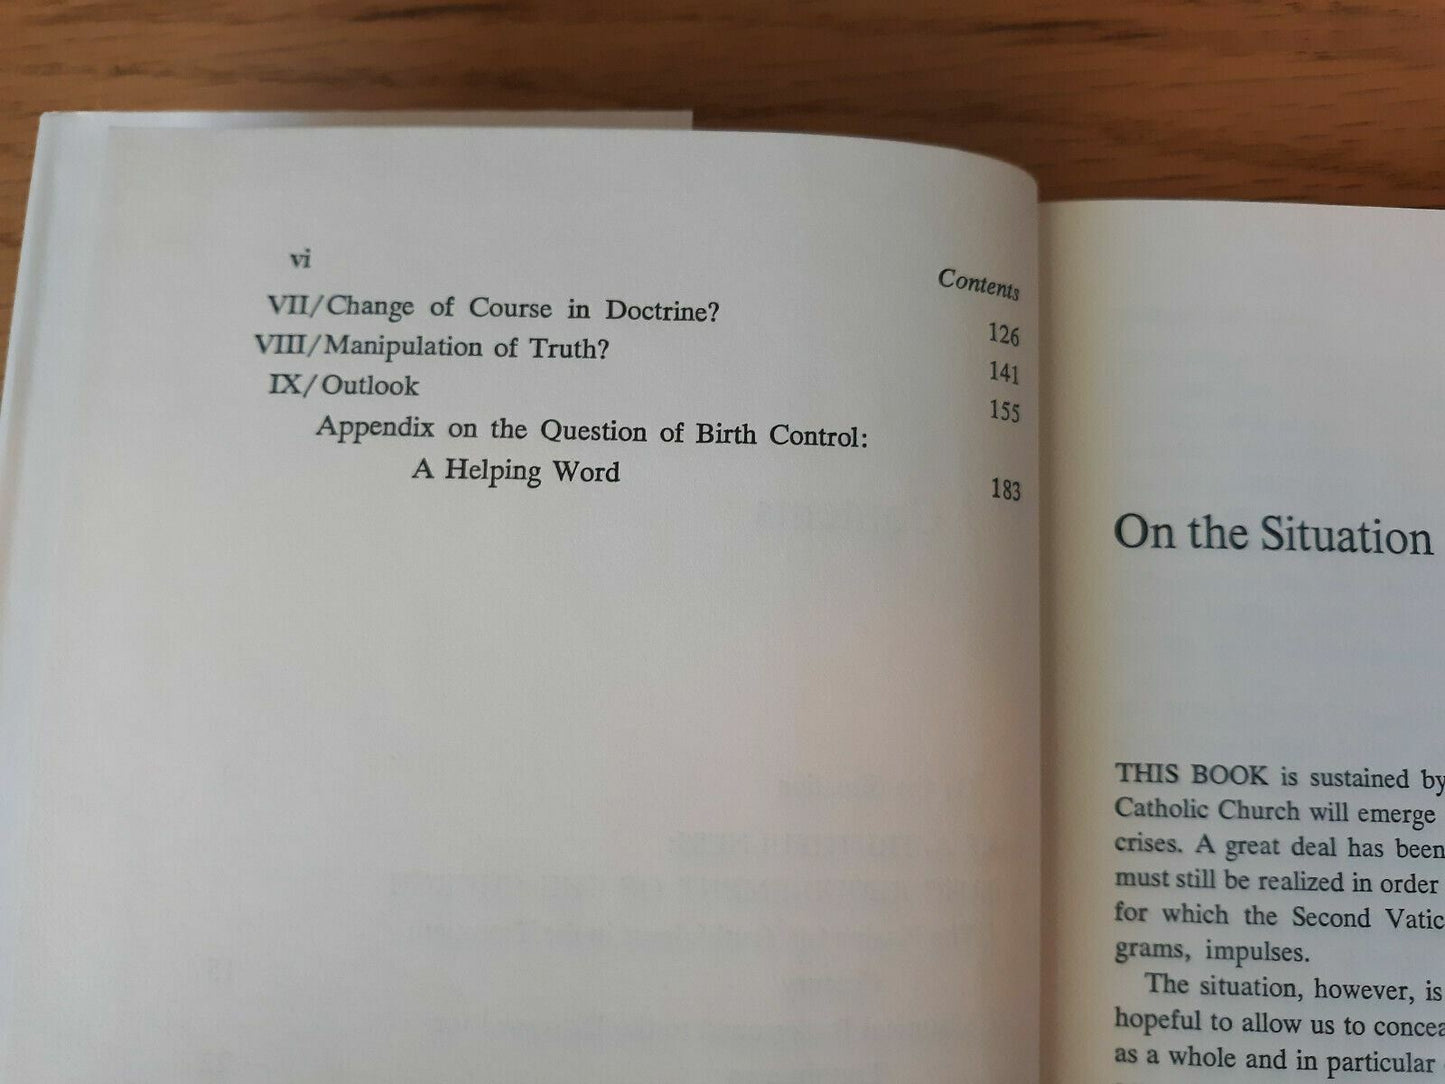 vi
Contents
VII/Change of Course in Doctrine? 126
VIII/Manipulation of Truth? 141
IX/Outlook 155
Appendix on the Question of Birth Control:
A Helping Word 183
On the Situation
THIS BOOK is sustained by
Catholic Church will emerge
crises. A great deal has been
must still be realized in order
for which the Second Vatic
grams, impulses.
The situation, however, is
hopeful to allow us to concea
as a whole and in particular